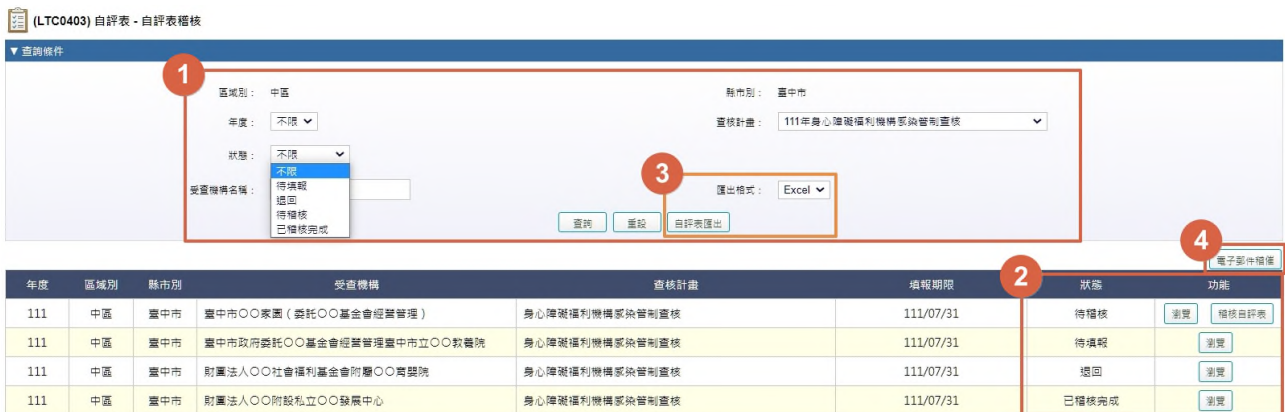 (LTC0403) 自評表 - 自評表稽核
▼ 查詢條件
1
區域別： 中區 縣市別： 臺中市
年度： 不限 查核計畫： 111年身心障礙福利機構感染管制查核
狀態： 不限
不限
待填報
退回
待稽核
已稽核完成
受查機構名稱：
3
匯出格式： Excel
查詢 重設 自評表匯出
4
電子郵件稽催
2
年度 區域別 縣市別 受查機構 查核計畫 填報期限 狀態 功能
111 中區 臺中市 臺中市○○家園（委託○○基金會經營管理） 身心障礙福利機構感染管制查核 111/07/31 待稽核 瀏覽 稽核自評表
111 中區 臺中市 臺中市政府委託○○基金會經營管理臺中市立○○教養院 身心障礙福利機構感染管制查核 111/07/31 待填報 瀏覽
111 中區 臺中市 財團法人○○社會福利基金會附屬○○育嬰院 身心障礙福利機構感染管制查核 111/07/31 退回 瀏覽
111 中區 臺中市 財團法人○○附設私立○○發展中心 身心障礙福利機構感染管制查核 111/07/31 已稽核完成 瀏覽